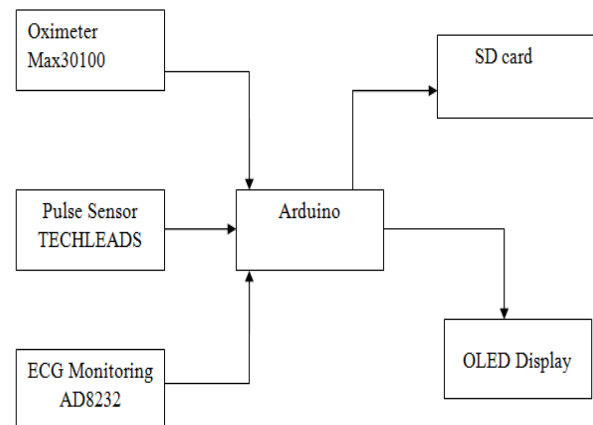 Oximeter
Max30100
SD card
Pulse Sensor
TECHLEADS
Arduino
ECG Monitoring
AD8232
OLED Display